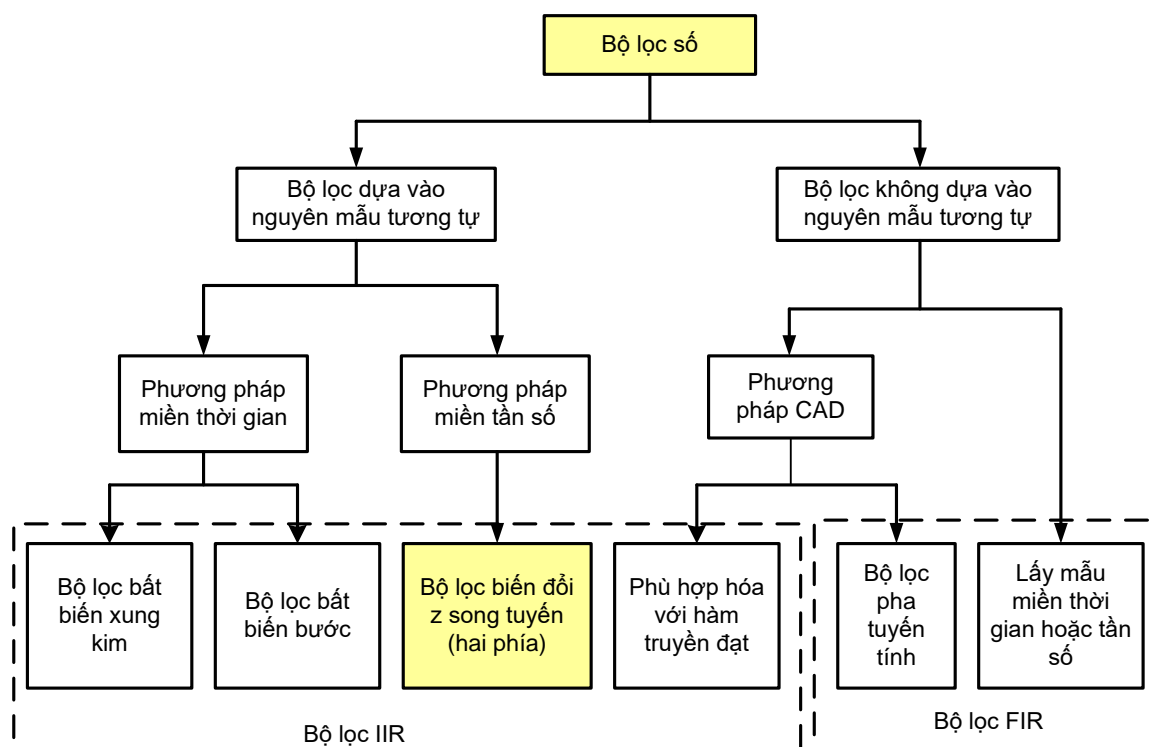 Bộ lọc số
Bộ lọc dựa vào
nguyên mẫu tương tự
Bộ lọc không dựa vào
nguyên mẫu tương tự
Phương pháp
miền thời gian
Phương pháp
miền tần số
Phương
pháp CAD
Bộ lọc bất
biến xung
kim
Bộ lọc bất
biến bước
Bộ lọc biến đổi
z song tuyến
(hai phía)
Phù hợp hóa
với hàm
truyền đạt
Bộ lọc
pha
tuyến
tính
Lấy mẫu
miền thời
gian hoặc tần
số
Bộ lọc IIR
Bộ lọc FIR